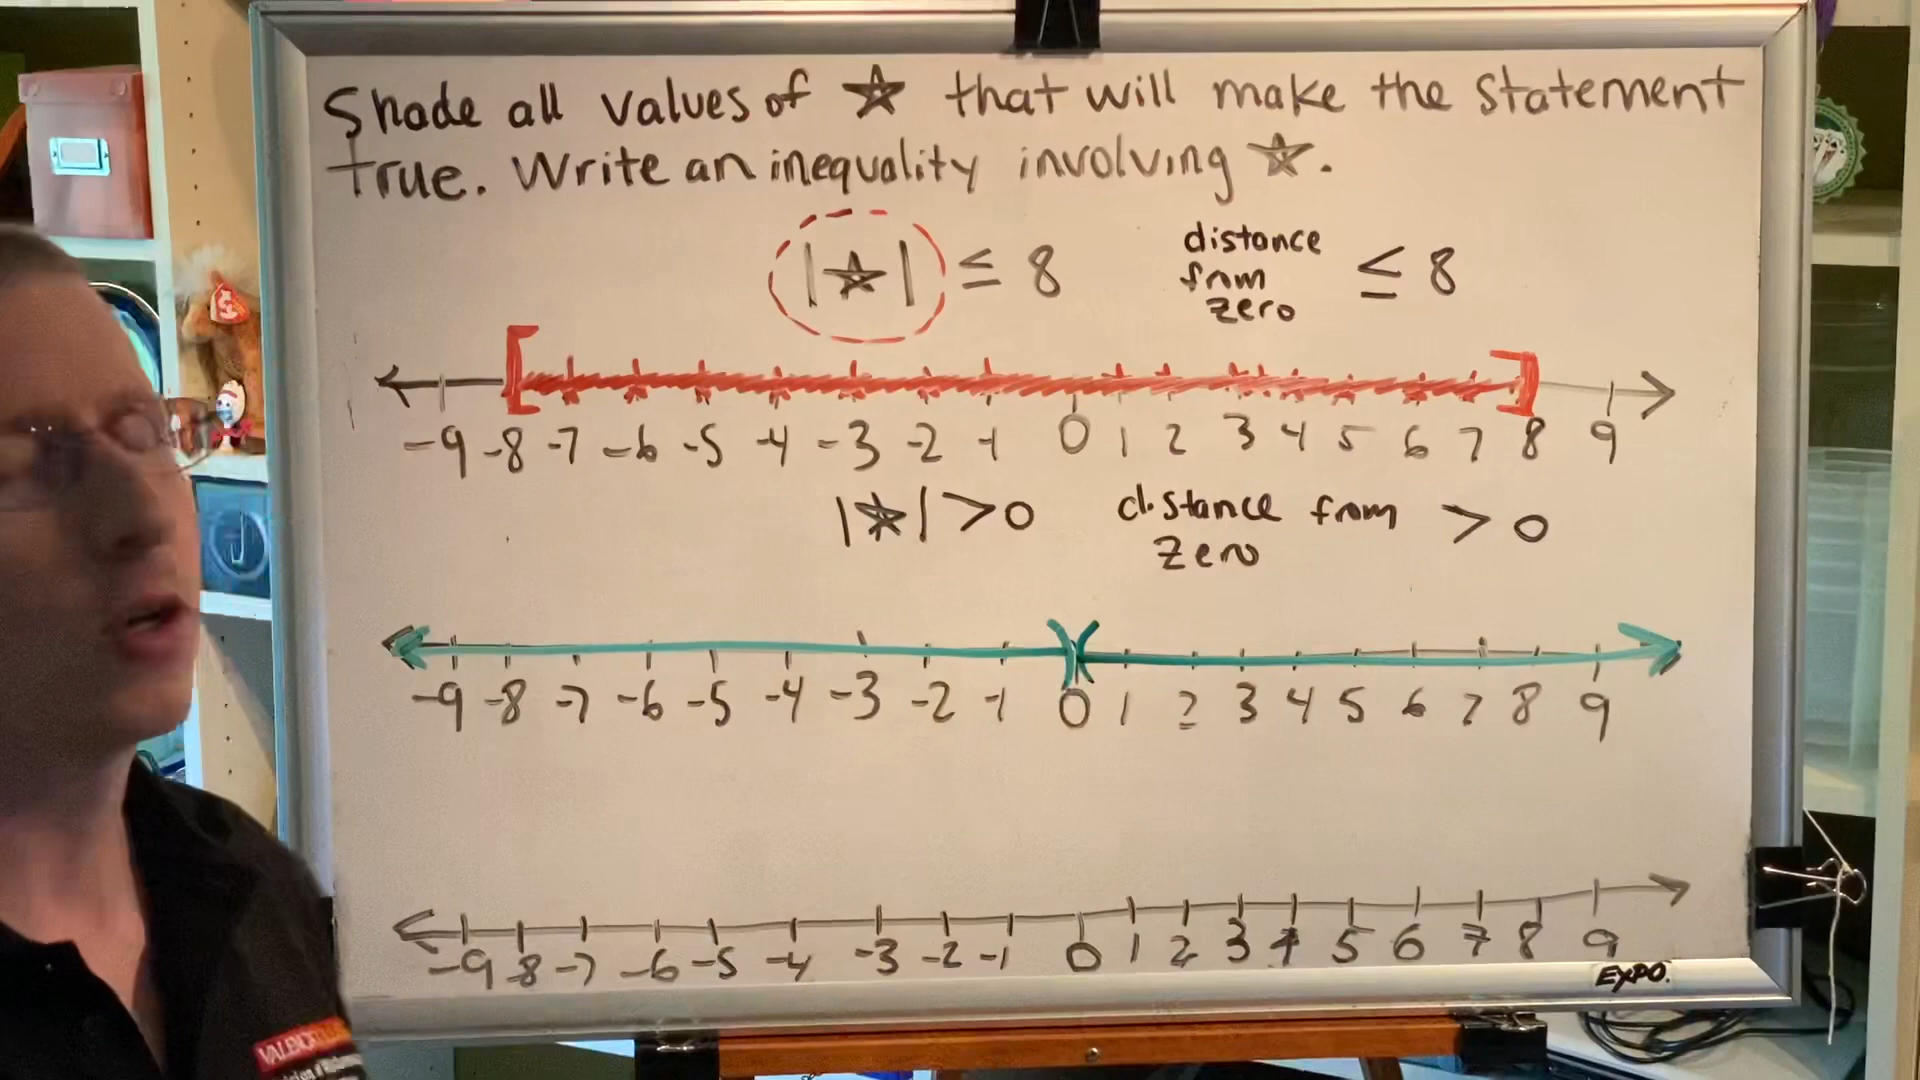 Shade all values of ☆ that will make the statement
true. Write an inequality involving ☆.
|☆| ≤ 8 distance from zero ≤ 8
-9 -8 -7 -6 -5 -4 -3 -2 -1 0 1 2 3 4 5 6 7 8 9
|☆| > 0 distance from zero > 0
-9 -8 -7 -6 -5 -4 -3 -2 -1 0 1 2 3 4 5 6 7 8 9
-9 -8 -7 -6 -5 -4 -3 -2 -1 0 1 2 3 4 5 6 7 8 9
EXPO